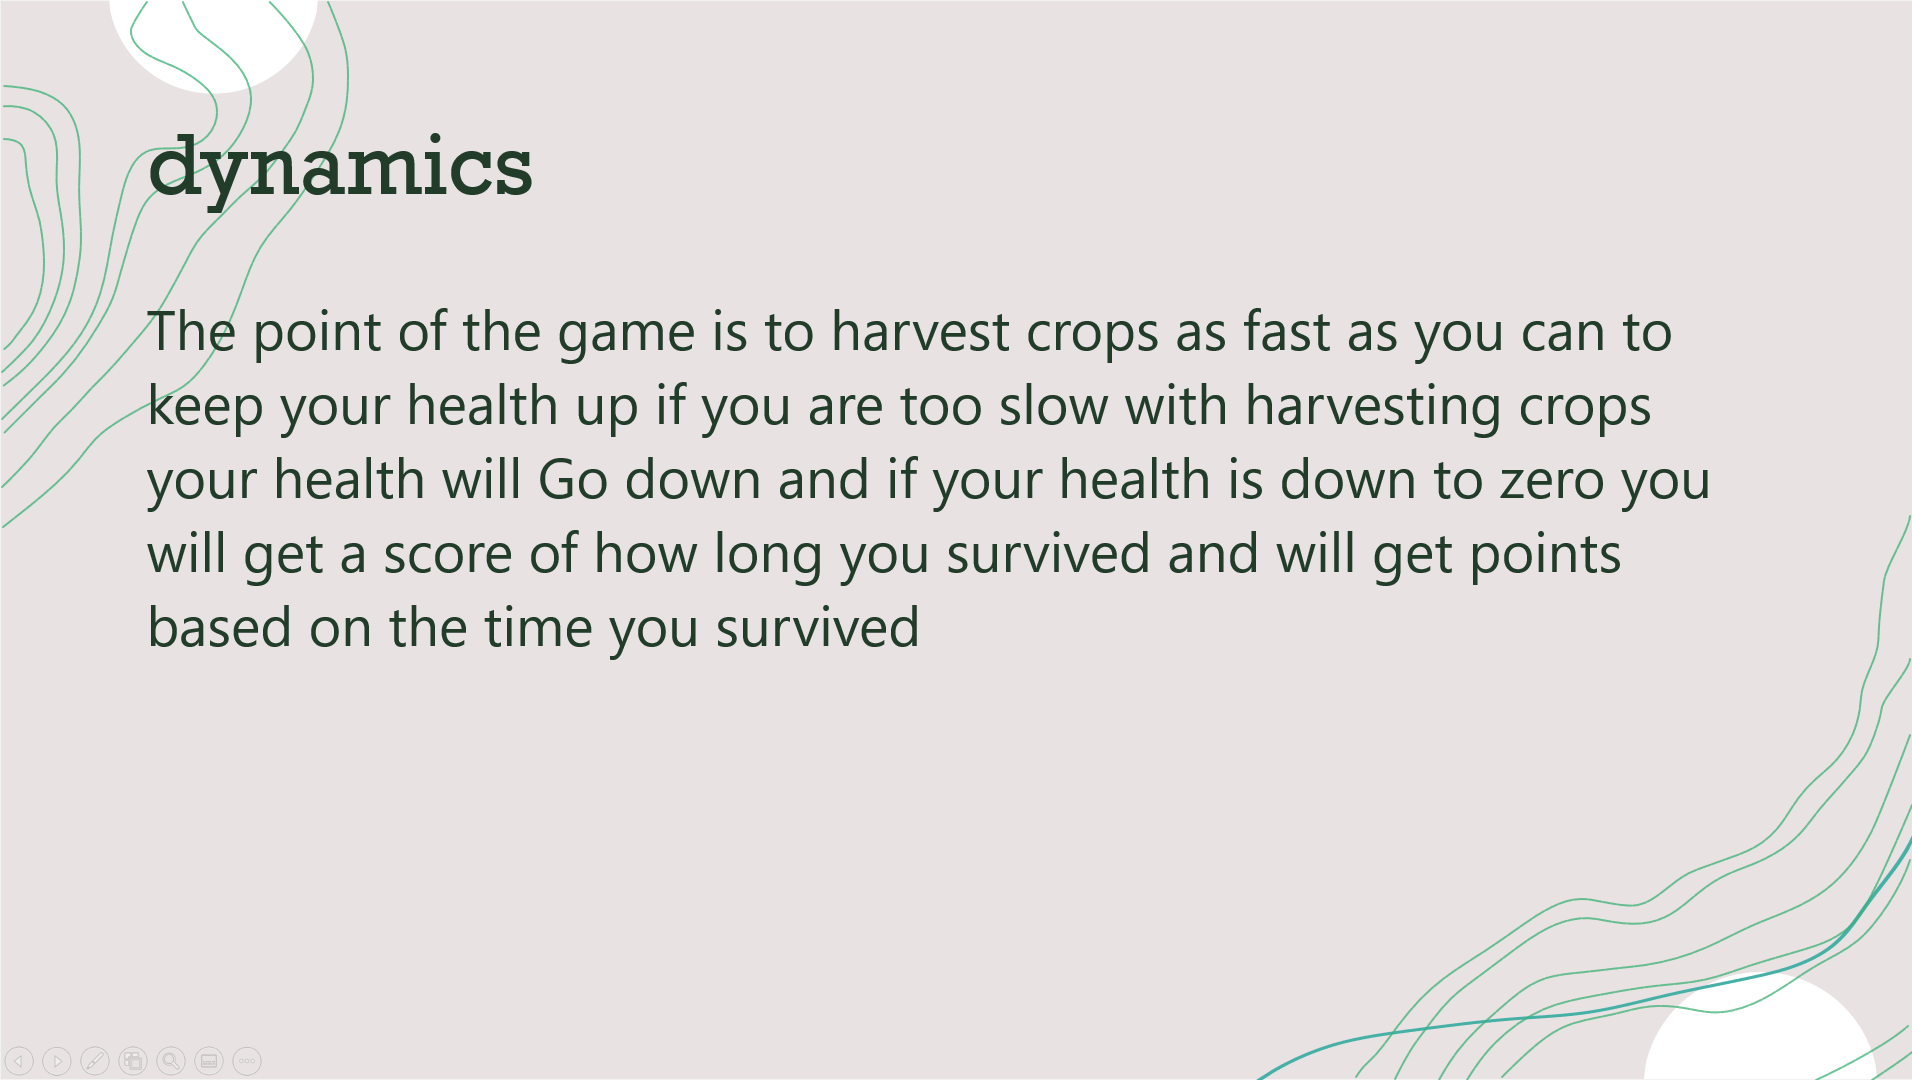 dynamics
The point of the game is to harvest crops as fast as you can to
keep your health up if you are too slow with harvesting crops
your health will Go down and if your health is down to zero you
will get a score of how long you survived and will get points
based on the time you survived